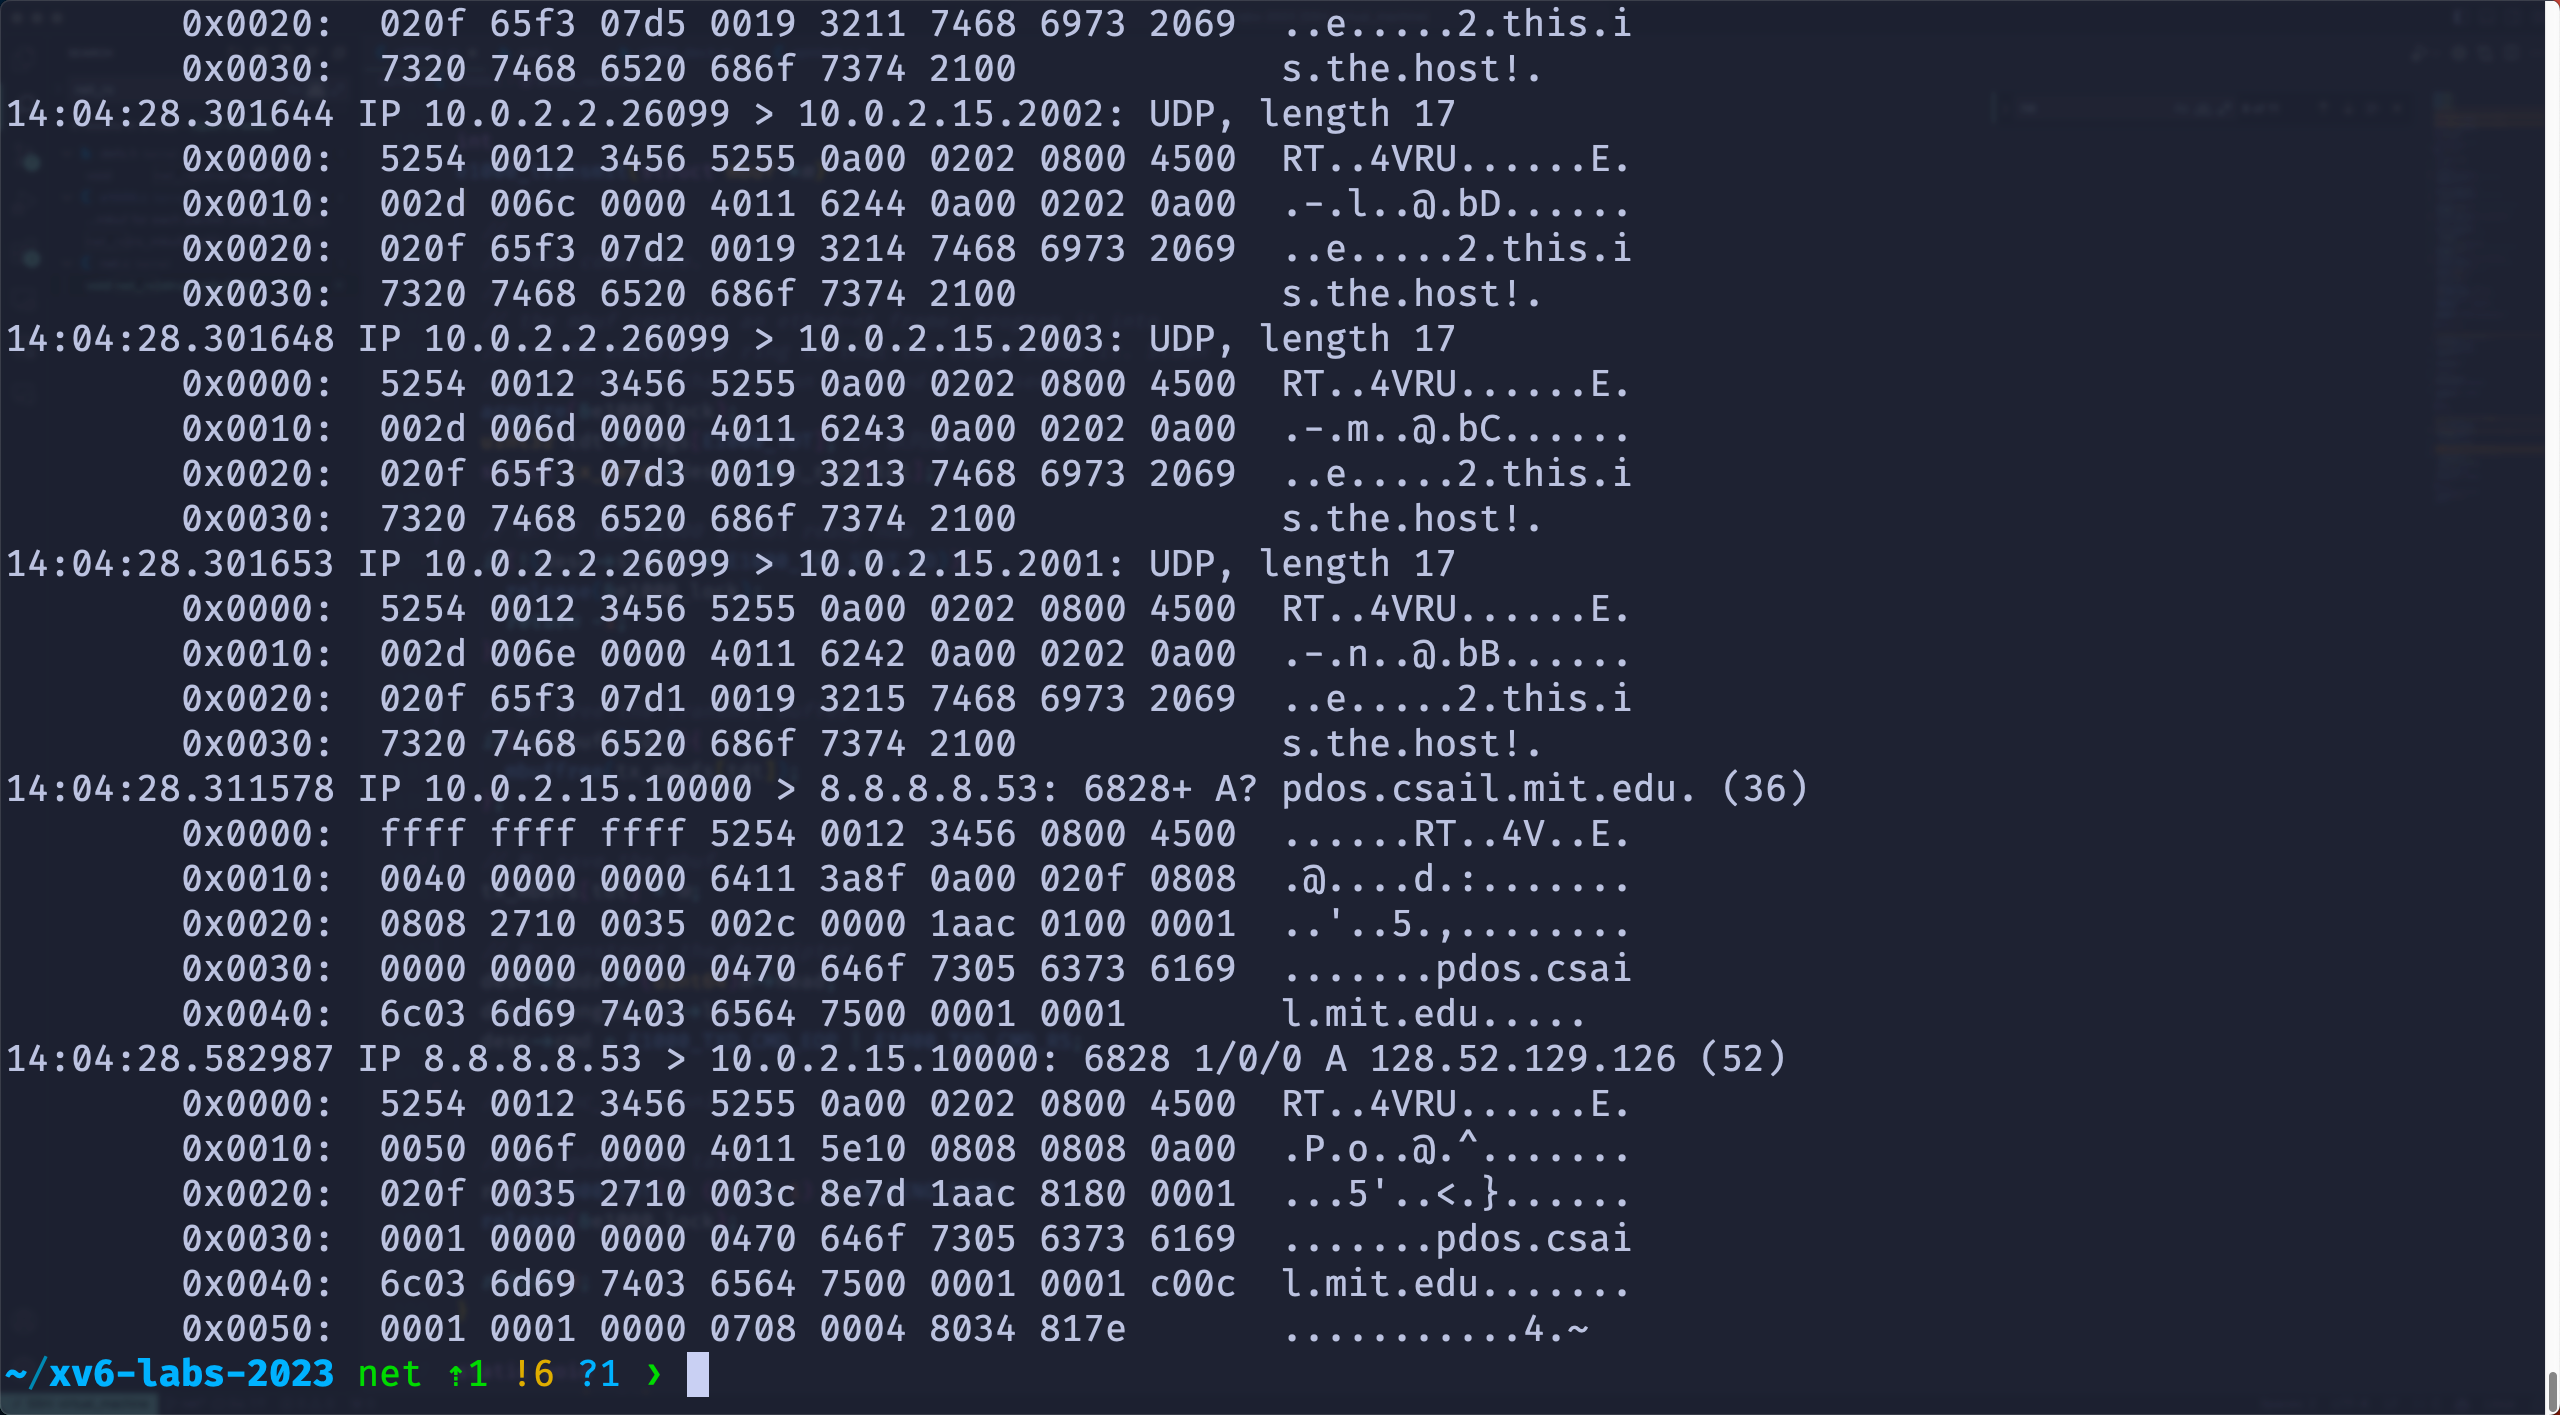 0x0020:  020f 65f3 07d5 0019 3211 7468 6973 2069  ..e.....2.this.i
0x0030:  7320 7468 6520 686f 7374 2100            s.the.host!.
14:04:28.301644 IP 10.0.2.2.26099 > 10.0.2.15.2002: UDP, length 17
0x0000:  5254 0012 3456 5255 0a00 0202 0800 4500  RT..4VRU......E.
0x0010:  002d 006c 0000 4011 6244 0a00 0202 0a00  .-.l..@.bD......
0x0020:  020f 65f3 07d2 0019 3214 7468 6973 2069  ..e.....2.this.i
0x0030:  7320 7468 6520 686f 7374 2100            s.the.host!.
14:04:28.301648 IP 10.0.2.2.26099 > 10.0.2.15.2003: UDP, length 17
0x0000:  5254 0012 3456 5255 0a00 0202 0800 4500  RT..4VRU......E.
0x0010:  002d 006d 0000 4011 6243 0a00 0202 0a00  .-.m..@.bC......
0x0020:  020f 65f3 07d3 0019 3213 7468 6973 2069  ..e.....2.this.i
0x0030:  7320 7468 6520 686f 7374 2100            s.the.host!.
14:04:28.301653 IP 10.0.2.2.26099 > 10.0.2.15.2001: UDP, length 17
0x0000:  5254 0012 3456 5255 0a00 0202 0800 4500  RT..4VRU......E.
0x0010:  002d 006e 0000 4011 6242 0a00 0202 0a00  .-.n..@.bB......
0x0020:  020f 65f3 07d1 0019 3215 7468 6973 2069  ..e.....2.this.i
0x0030:  7320 7468 6520 686f 7374 2100            s.the.host!.
14:04:28.311578 IP 10.0.2.15.10000 > 8.8.8.8.53: 6828+ A? pdos.csail.mit.edu. (36)
0x0000:  ffff ffff ffff 5254 0012 3456 0800 4500  ......RT..4V..E.
0x0010:  0040 0000 0000 6411 3a8f 0a00 020f 0808  .@....d.:.......
0x0020:  0808 2710 0035 002c 0000 1aac 0100 0001  ..'..5.,........
0x0030:  0000 0000 0000 0470 646f 7305 6373 6169  .......pdos.csai
0x0040:  6c03 6d69 7403 6564 7500 0001 0001       l.mit.edu.....
14:04:28.582987 IP 8.8.8.8.53 > 10.0.2.15.10000: 6828 1/0/0 A 128.52.129.126 (52)
0x0000:  5254 0012 3456 5255 0a00 0202 0800 4500  RT..4VRU......E.
0x0010:  0050 006f 0000 4011 5e10 0808 0808 0a00  .P.o..@.^.......
0x0020:  020f 0035 2710 003c 8e7d 1aac 8180 0001  ...5'..<.}......
0x0030:  0001 0000 0000 0470 646f 7305 6373 6169  .......pdos.csai
0x0040:  6c03 6d69 7403 6564 7500 0001 0001 c00c  l.mit.edu.......
0x0050:  0001 0001 0000 0708 0004 8034 817e       ...........4.~
~/xv6-labs-2023 net ⇡1 !6 ?1 ❯